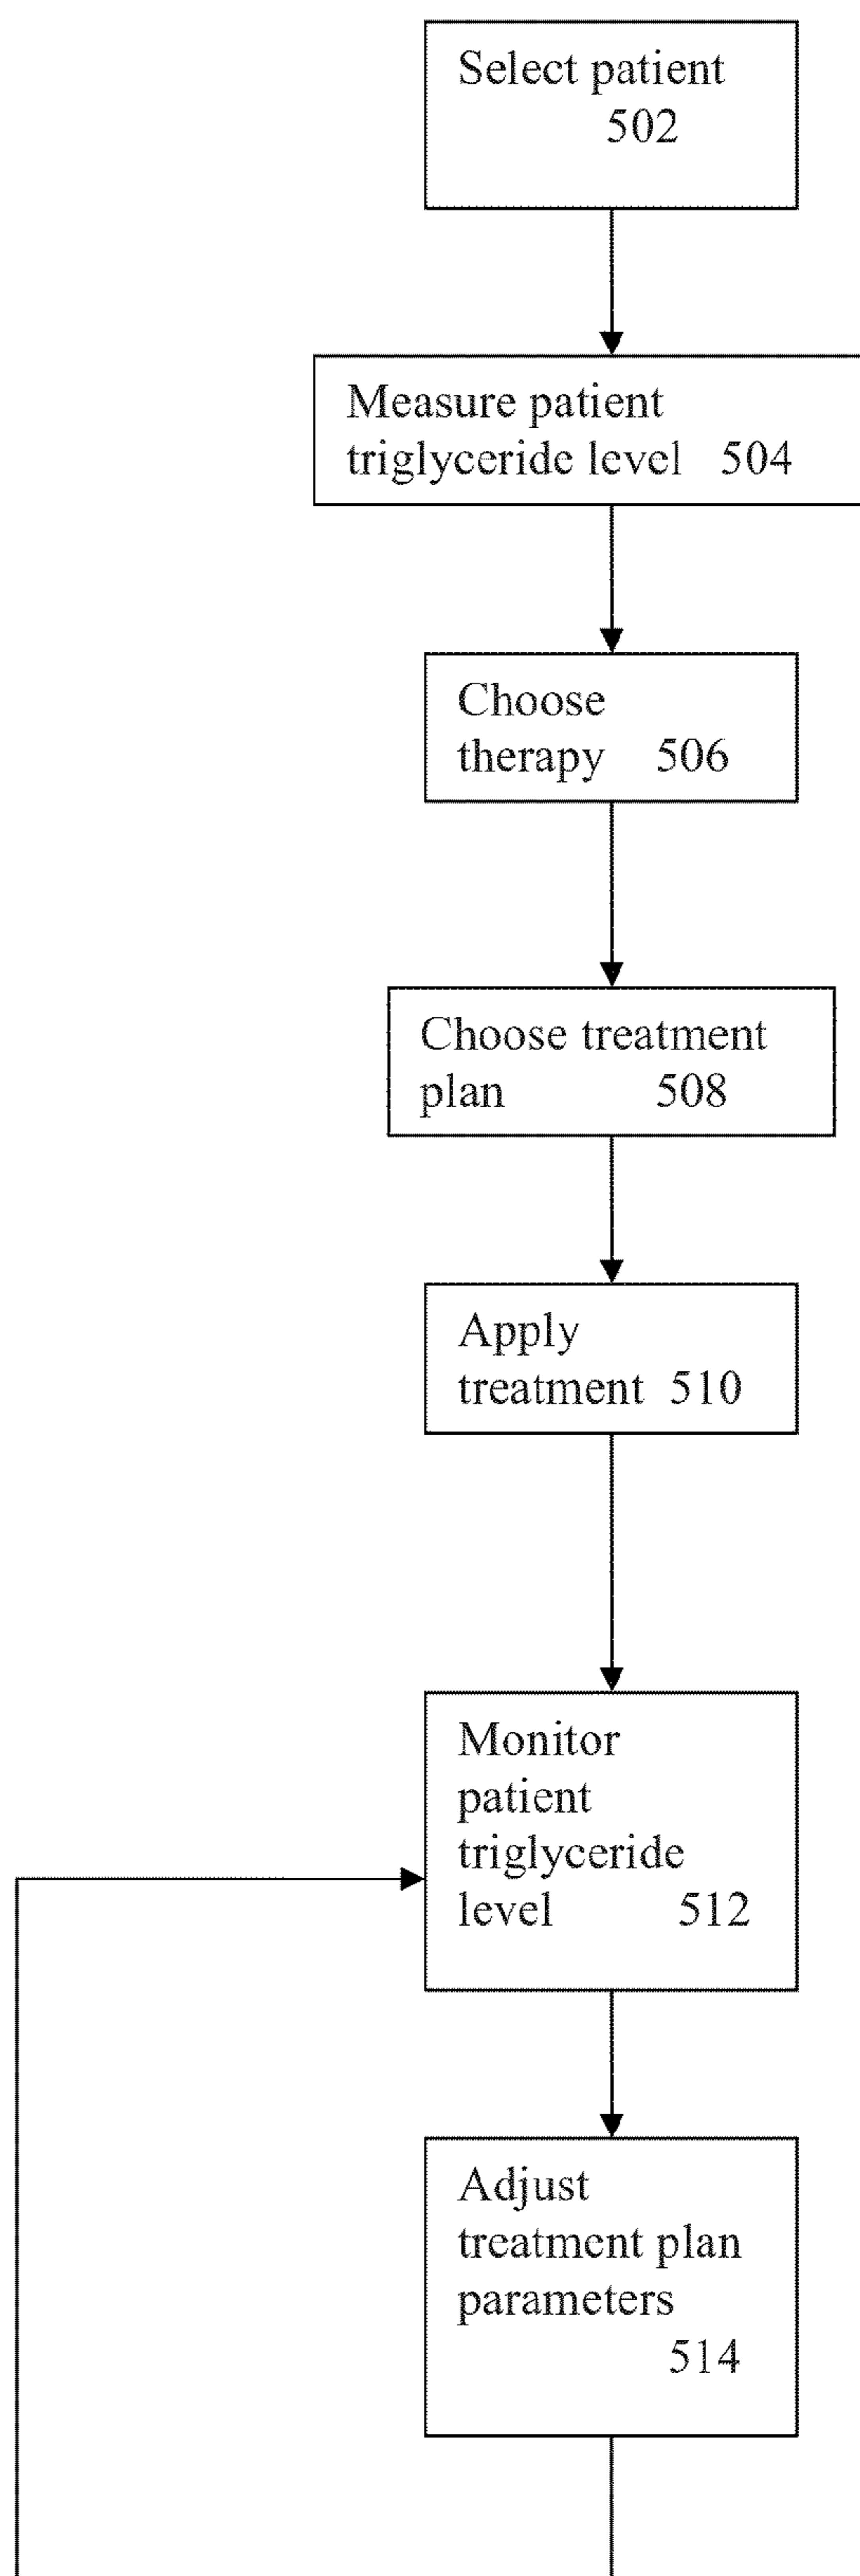 Select patient
502
Measure patient
triglyceride level 504
Choose
therapy 506
Choose treatment
plan 508
Apply
treatment 510
Monitor
patient
triglyceride
level 512
Adjust
treatment plan
parameters
514